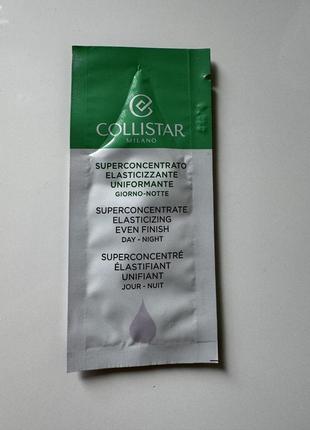 COLLISTAR
MILANO
SUPERCONCENTRATO
ELASTICIZZANTE
UNIFORMANTE
GIORNO-NOTTE
SUPERCONCENTRATE
ELASTICIZING
EVEN FINISH
DAY - NIGHT
SUPERCONCENTRÉ
ÉLASTIFIANT
UNIFIANT
JOUR - NUIT